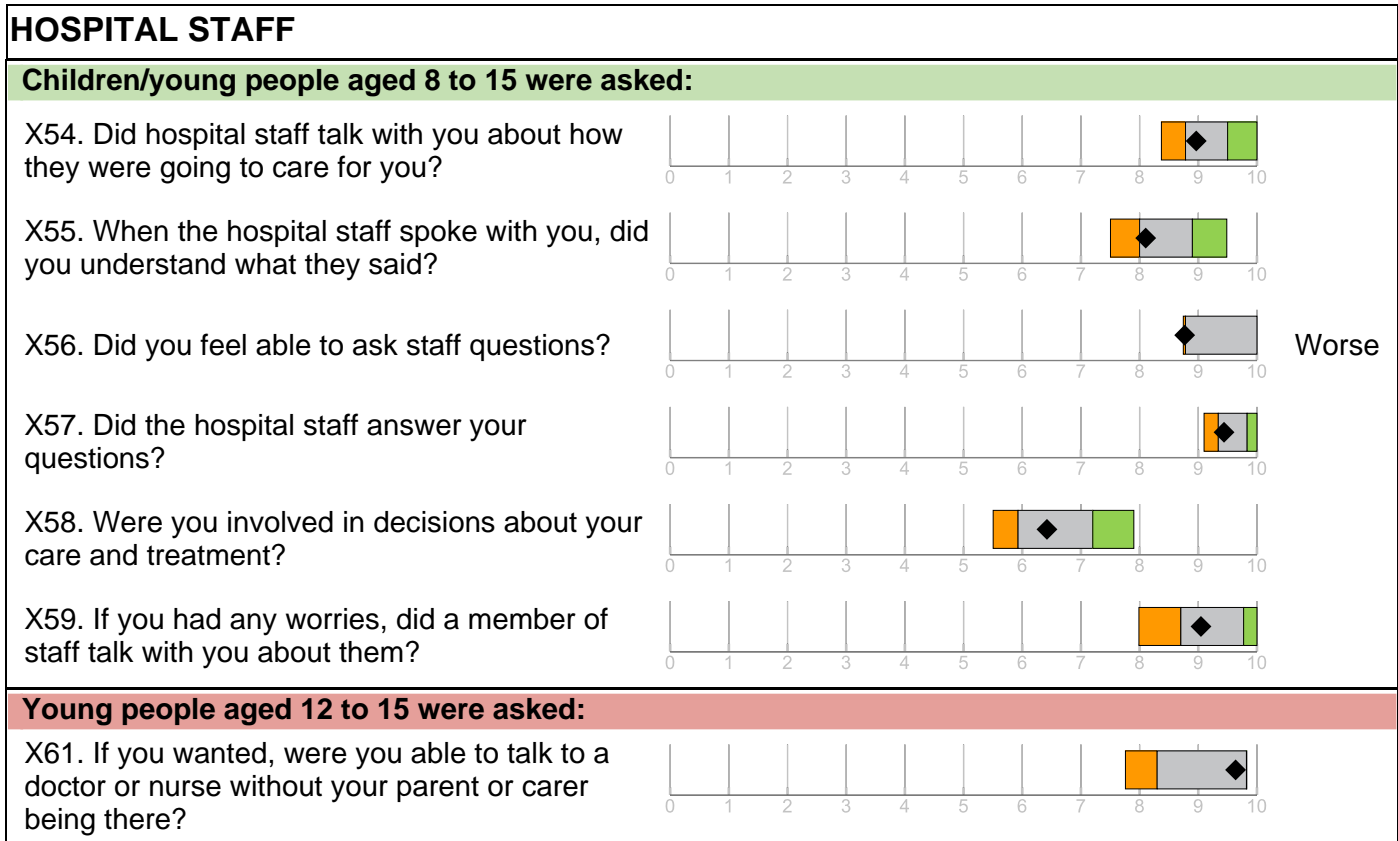 HOSPITAL STAFF
Children/young people aged 8 to 15 were asked:
X54. Did hospital staff talk with you about how
they were going to care for you?
0 1 2 3 4 5 6 7 8 9 10
X55. When the hospital staff spoke with you, did
you understand what they said?
0 1 2 3 4 5 6 7 8 9 10
X56. Did you feel able to ask staff questions?
Worse
0 1 2 3 4 5 6 7 8 9 10
X57. Did the hospital staff answer your
questions?
0 1 2 3 4 5 6 7 8 9 10
X58. Were you involved in decisions about your
care and treatment?
0 1 2 3 4 5 6 7 8 9 10
X59. If you had any worries, did a member of
staff talk with you about them?
0 1 2 3 4 5 6 7 8 9 10
Young people aged 12 to 15 were asked:
X61. If you wanted, were you able to talk to a
doctor or nurse without your parent or carer
being there?
0 1 2 3 4 5 6 7 8 9 10